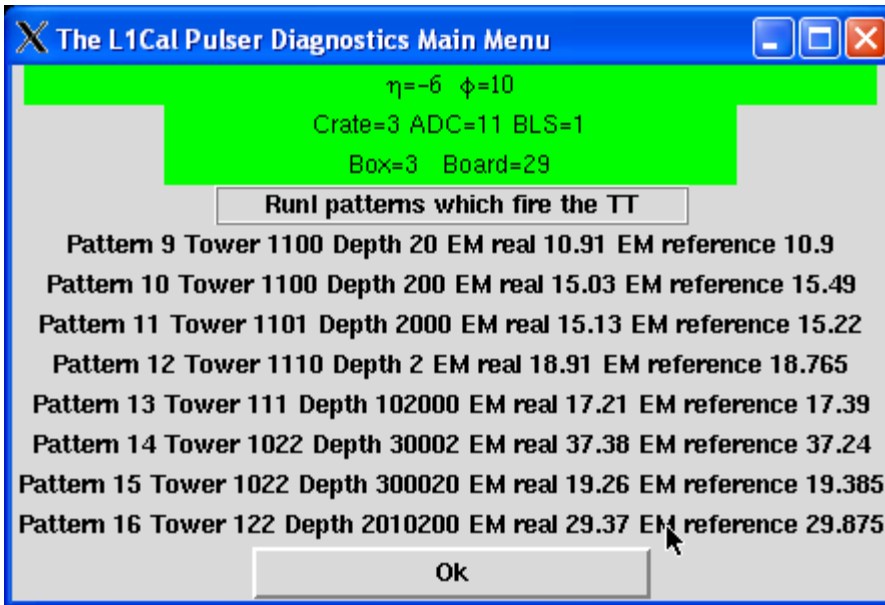 The L1Cal Pulser Diagnostics Main Menu
η=-6 φ=10
Crate=3 ADC=11 BLS=1
Box=3 Board=29
RunI patterns which fire the TT
Pattern 9 Tower 1100 Depth 20 EM real 10.91 EM reference 10.9
Pattern 10 Tower 1100 Depth 200 EM real 15.03 EM reference 15.49
Pattern 11 Tower 1101 Depth 2000 EM real 15.13 EM reference 15.22
Pattern 12 Tower 1110 Depth 2 EM real 18.91 EM reference 18.765
Pattern 13 Tower 111 Depth 102000 EM real 17.21 EM reference 17.39
Pattern 14 Tower 1022 Depth 30002 EM real 37.38 EM reference 37.24
Pattern 15 Tower 1022 Depth 300020 EM real 19.26 EM reference 19.385
Pattern 16 Tower 122 Depth 2010200 EM real 29.37 EM reference 29.875
Ok